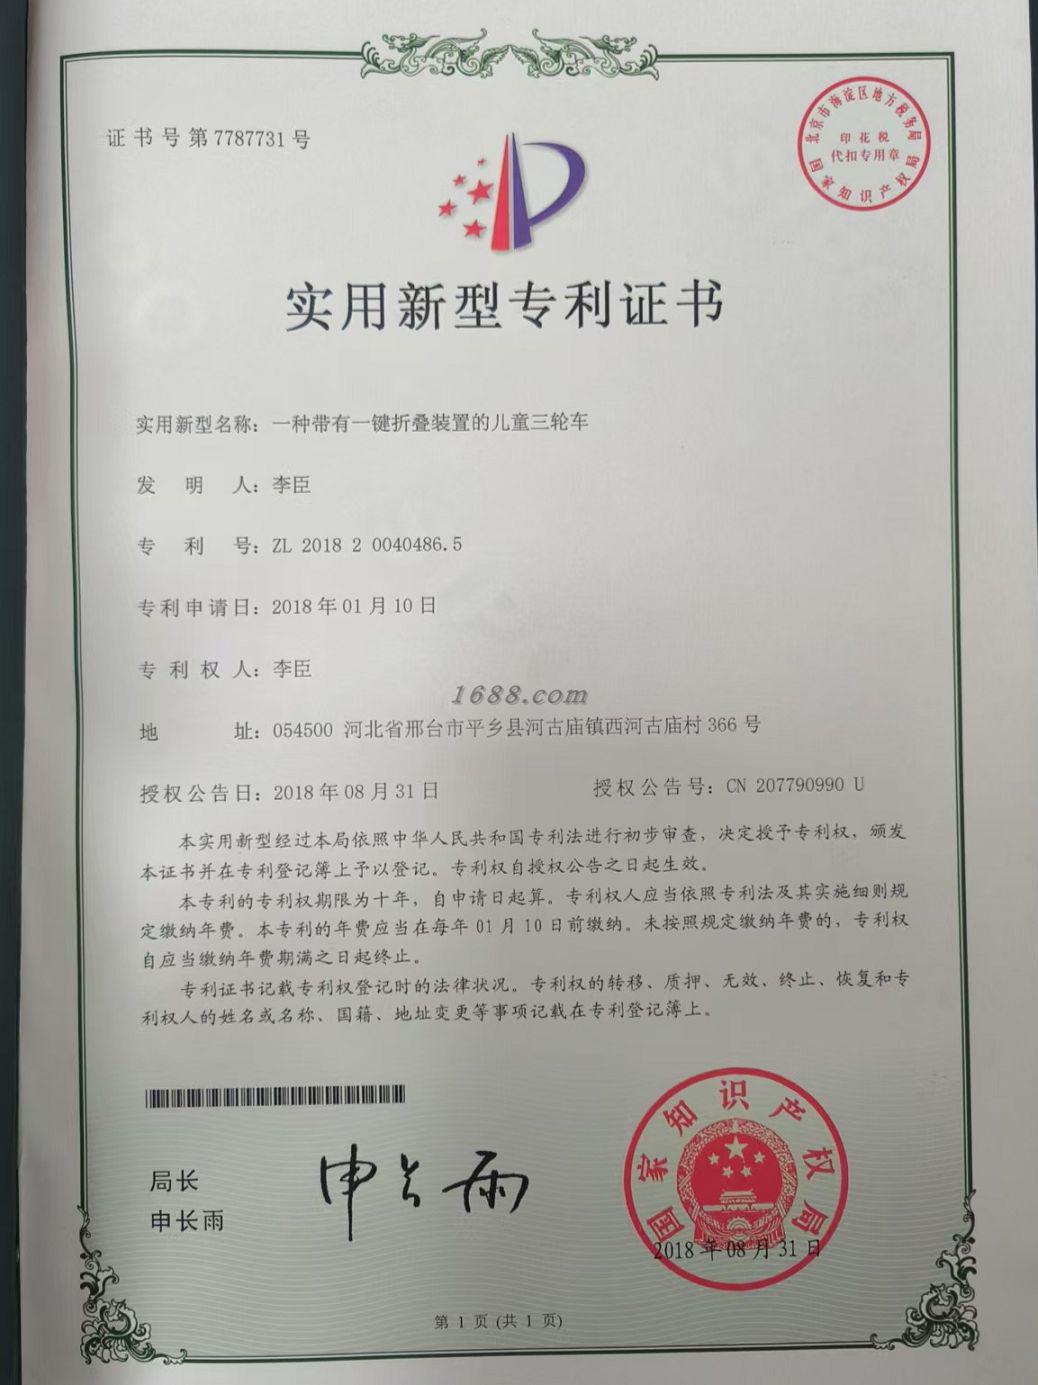 证书号第7787731号
北京市海淀区地方税务局
印花税
代扣专用章
国家知识产权局
实用新型专利证书
实用新型名称：一种带有一键折叠装置的儿童三轮车
发明人：李臣
专利号：ZL 2018 2 0040486.5
专利申请日：2018年01月10日
专利权人：李臣
1688.com
地址：054500 河北省邢台市平乡县河古庙镇西河古庙村366号
授权公告日：2018年08月31日 授权公告号：CN 207790990 U
本实用新型经过本局依照中华人民共和国专利法进行初步审查，决定授予专利权，颁发
本证书并在专利登记簿上予以登记。专利权自授权公告之日起生效。
本专利的专利权期限为十年，自申请日起算。专利权人应当依照专利法及其实施细则规
定缴纳年费。本专利的年费应当在每年01月10日前缴纳。未按照规定缴纳年费的，专利权
自应当缴纳年费期满之日起终止。
专利证书记载专利权登记时的法律状况。专利权的转移、质押、无效、终止、恢复和专
利权人的姓名或名称、国籍、地址变更等事项记载在专利登记簿上。
局长
申长雨
申长雨
国家知识产权局
2018年08月31日
第1页(共1页)